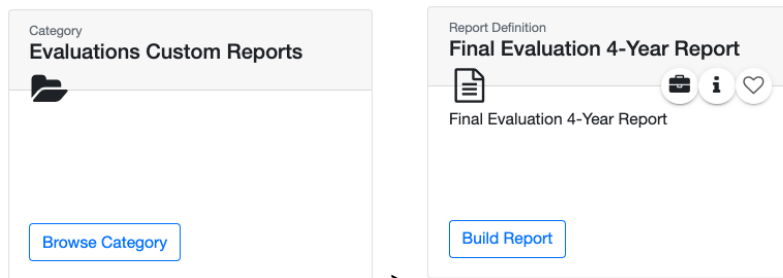 Category
Evaluations Custom Reports
Browse Category
Report Definition
Final Evaluation 4-Year Report
Final Evaluation 4-Year Report
Build Report